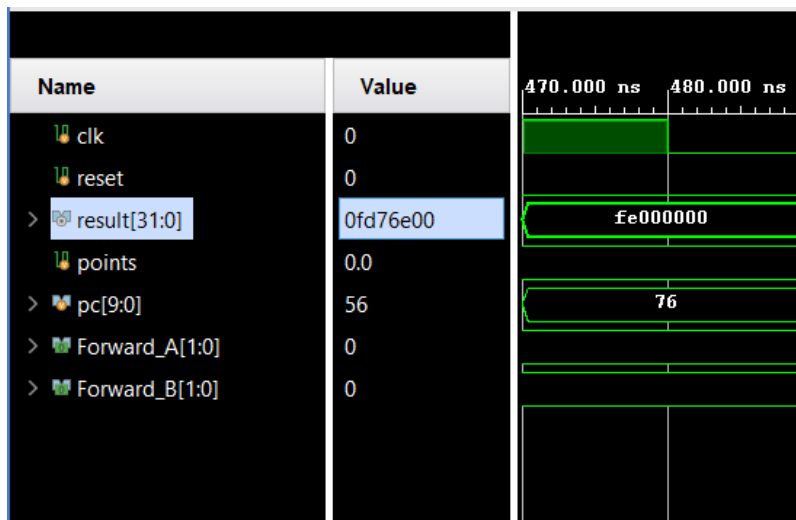 Name Value 470.000 ns 480.000 ns
clk 0
reset 0
result[31:0] 0fd76e00 fe000000
points 0.0
pc[9:0] 56 76
Forward_A[1:0] 0
Forward_B[1:0] 0